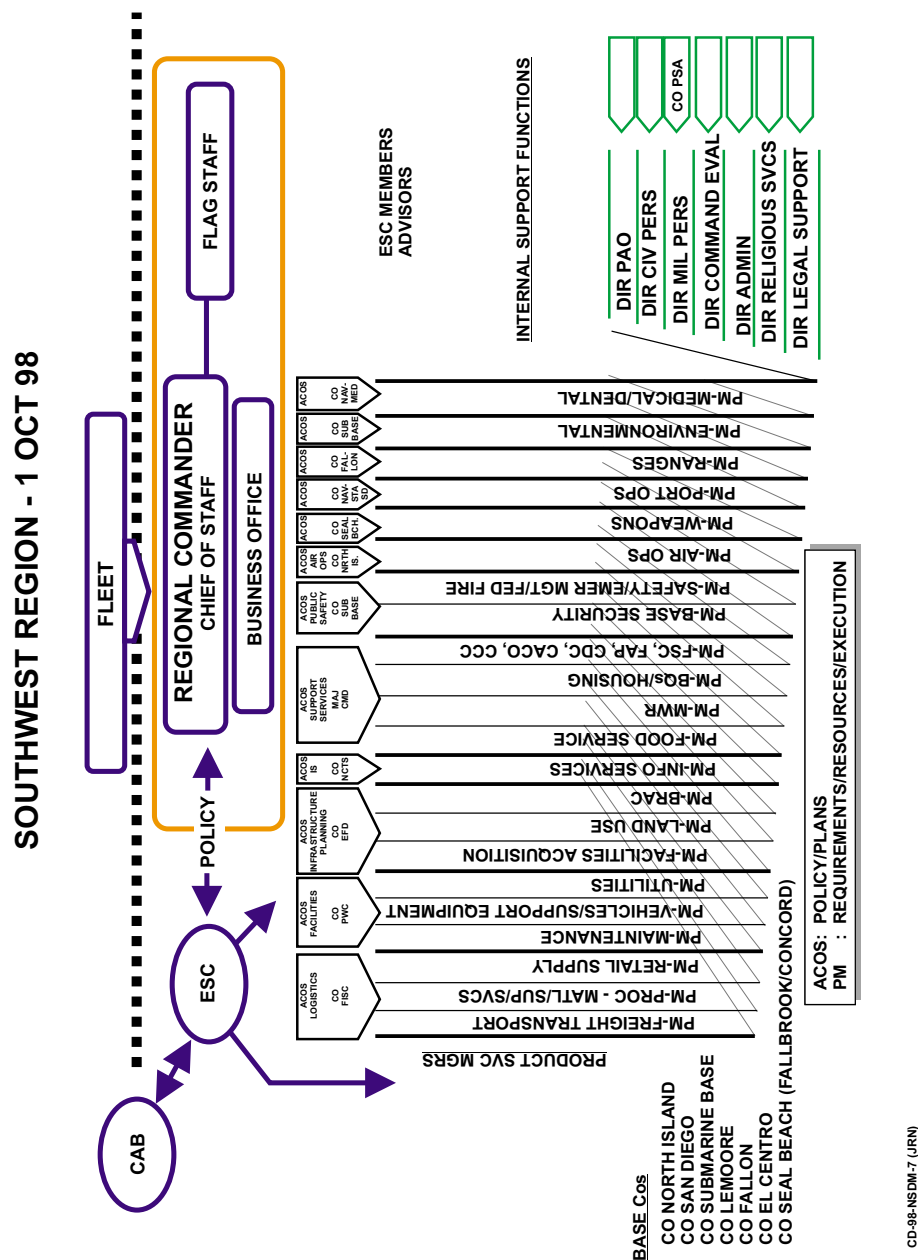 SOUTHWEST REGION - 1 OCT 98
FLEET
CAB
ESC
POLICY
REGIONAL COMMANDER
CHIEF OF STAFF
FLAG STAFF
BUSINESS OFFICE
ESC MEMBERS
ADVISORS
ACOS
LOGISTICS
CO
FISC
ACOS
FACILITIES
CO
PWC
ACOS
INFRASTRUCTURE
PLANNING
CO
EFD
ACOS
IS
CO
NCTS
ACOS
SUPPORT
SERVICES
MAJ
CMD
ACOS
PUBLIC
SAFETY
CO
SUB
BASE
ACOS
AIR
OPS
CO
NRTH
IS.
ACOS
CO
SEAL
BCH.
ACOS
CO
NAV-
STA
SD
ACOS
CO
FAL-
LON
ACOS
CO
SUB
BASE
ACOS
CO
NAV-
MED
PRODUCT SVC MGRS
PM-FREIGHT TRANSPORT
PM-PROC - MATL/SUP/SVCS
PM-RETAIL SUPPLY
PM-MAINTENANCE
PM-VEHICLES/SUPPORT EQUIPMENT
PM-UTILITIES
PM-FACILITIES ACQUISITION
PM-LAND USE
PM-BRAC
PM-INFO SERVICES
PM-FOOD SERVICE
PM-MWR
PM-BQs/HOUSING
PM-FSC, FAP, CDC, CACO, CCC
PM-BASE SECURITY
PM-SAFETY/EMER MGT/FED FIRE
PM-AIR OPS
PM-WEAPONS
PM-PORT OPS
PM-RANGES
PM-ENVIRONMENTAL
PM-MEDICAL/DENTAL
INTERNAL SUPPORT FUNCTIONS
DIR PAO
DIR CIV PERS
DIR MIL PERS
CO PSA
DIR COMMAND EVAL
DIR ADMIN
DIR RELIGIOUS SVCS
DIR LEGAL SUPPORT
BASE Cos
CO NORTH ISLAND
CO SAN DIEGO
CO SUBMARINE BASE
CO LEMOORE
CO FALLON
CO EL CENTRO
CO SEAL BEACH (FALLBROOK/CONCORD)
ACOS: POLICY/PLANS
PM : REQUIREMENTS/RESOURCES/EXECUTION
CD-98-NSDM-7 (JRN)